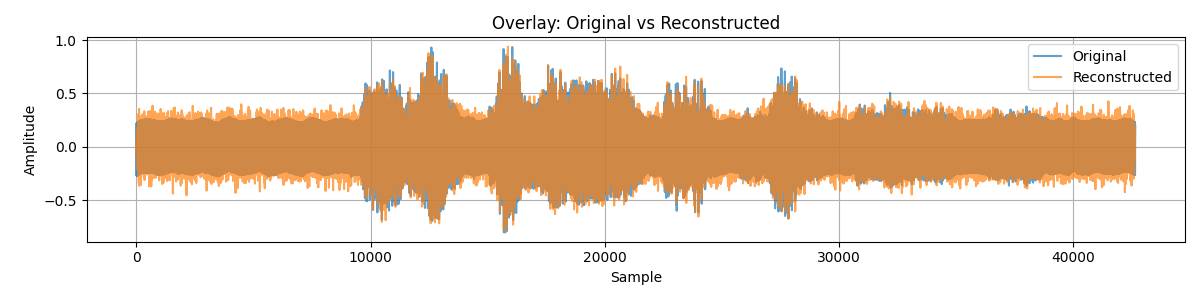 Overlay: Original vs Reconstructed
1.0
0.5
0.0
−0.5
Amplitude
Original
Reconstructed
0
10000
20000
30000
40000
Sample